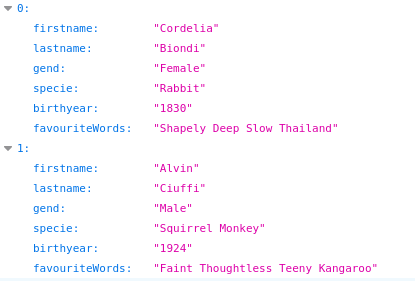 0:
firstname: "Cordelia"
lastname: "Biondi"
gend: "Female"
specie: "Rabbit"
birthyear: "1830"
favouriteWords: "Shapely Deep Slow Thailand"
1:
firstname: "Alvin"
lastname: "Ciuffi"
gend: "Male"
specie: "Squirrel Monkey"
birthyear: "1924"
favouriteWords: "Faint Thoughtless Teeny Kangaroo"